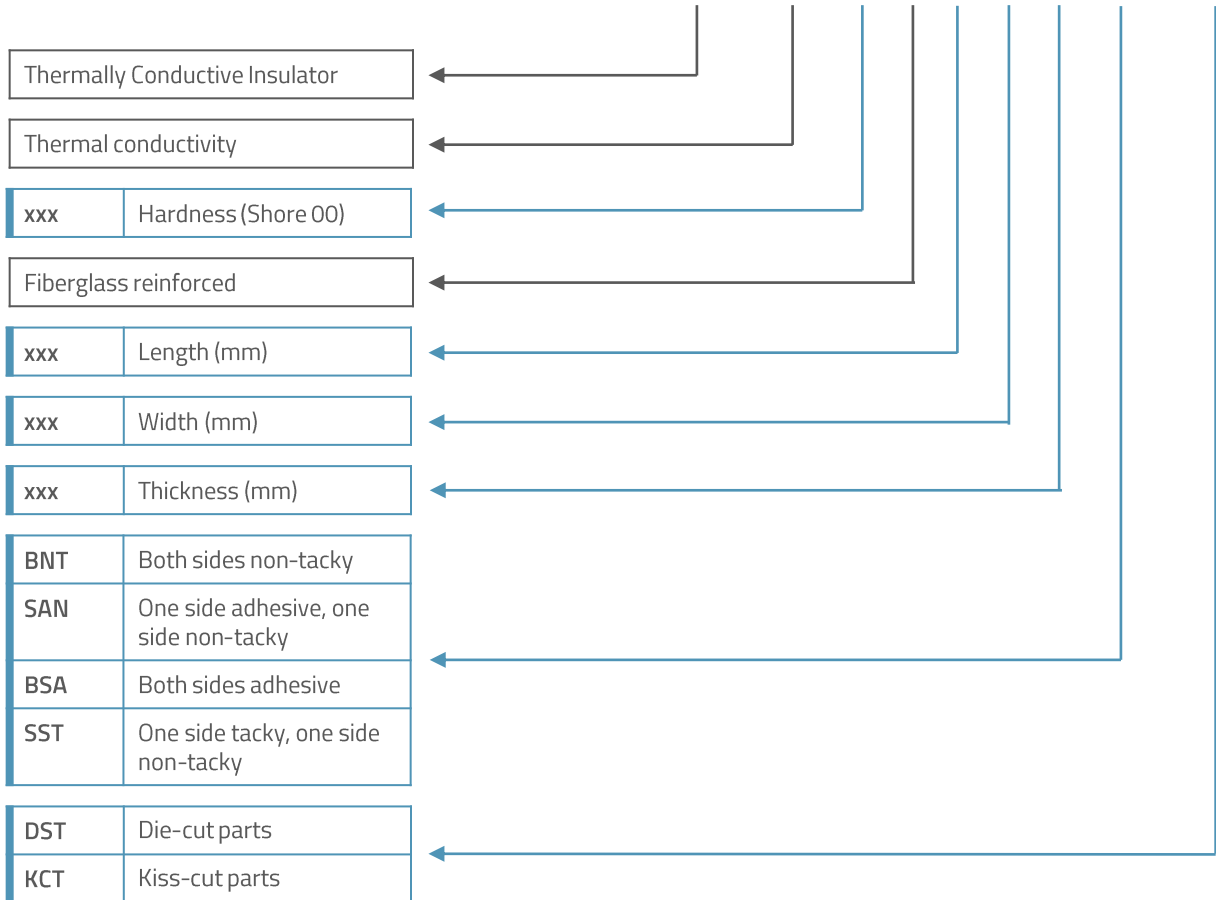 Thermally Conductive Insulator
Thermal conductivity
xxx Hardness (Shore 00)
Fiberglass reinforced
xxx Length (mm)
xxx Width (mm)
xxx Thickness (mm)
BNT Both sides non-tacky
SAN One side adhesive, one
side non-tacky
BSA Both sides adhesive
SST One side tacky, one side
non-tacky
DST Die-cut parts
KCT Kiss-cut parts